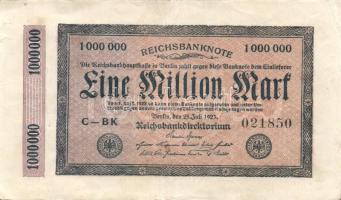 1000000
1 000 000
REICHSBANKNOTE
1 000 000
Die Reichsbankhauptkasse in Berlin zahlt gegen diese Banknote dem Einlieferer
Eine Million Mark
Berlin, den 25. Juli 1923.
C-BK
Reichsbankdirektorium
021850
1000000